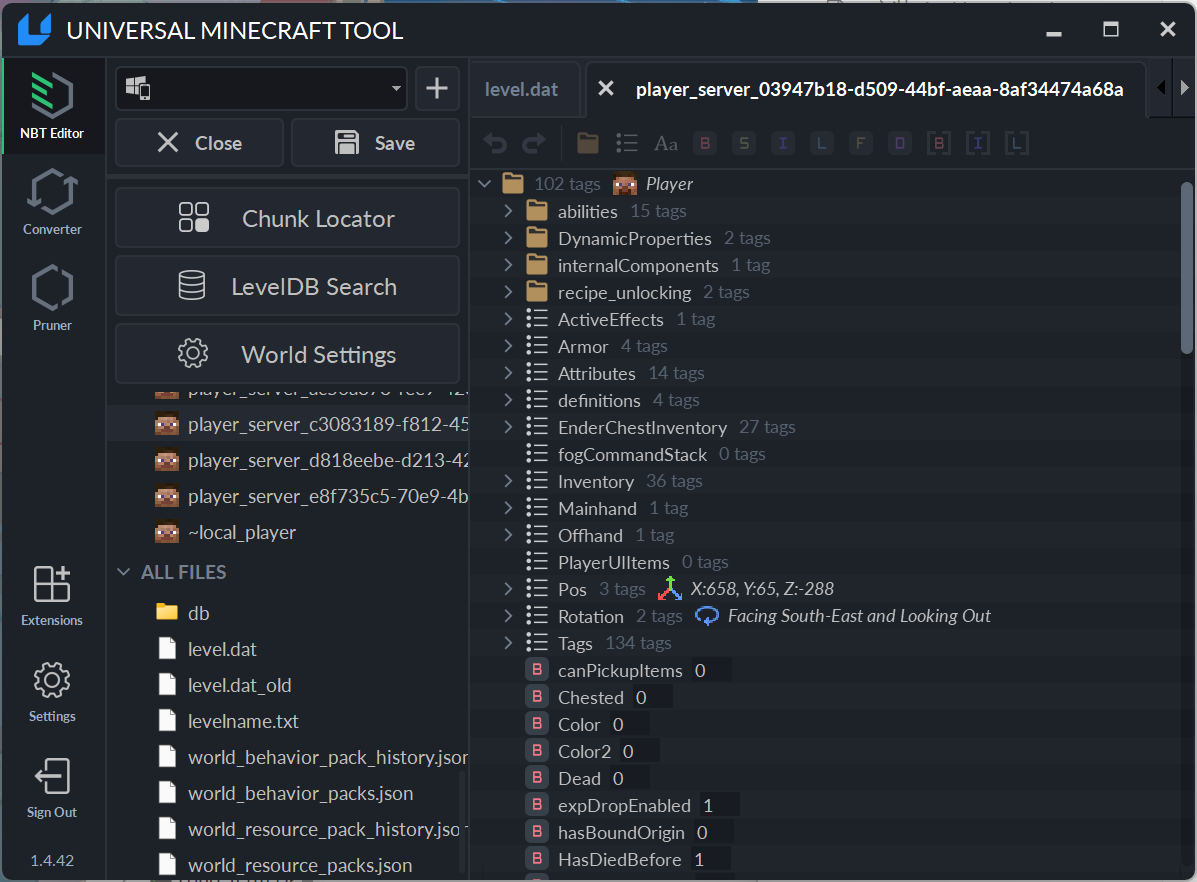 UNIVERSAL MINECRAFT TOOL
NBT Editor
Converter
Pruner
Extensions
Settings
Sign Out
1.4.42
Close
Save
Chunk Locator
LevelDB Search
World Settings
player_server_c3083189-f812-45
player_server_d818eebe-d213-42
player_server_e8f735c5-70e9-4b
~local_player
ALL FILES
db
level.dat
level.dat_old
levelname.txt
world_behavior_pack_history.json
world_behavior_packs.json
world_resource_pack_history.jso
world_resource_packs.json
level.dat
player_server_03947b18-d509-44bf-aeaa-8af34474a68a
Aa B S I L F D B I L
102 tags Player
abilities 15 tags
DynamicProperties 2 tags
internalComponents 1 tag
recipe_unlocking 2 tags
ActiveEffects 1 tag
Armor 4 tags
Attributes 14 tags
definitions 4 tags
EnderChestInventory 27 tags
fogCommandStack 0 tags
Inventory 36 tags
Mainhand 1 tag
Offhand 1 tag
PlayerUIItems 0 tags
Pos 3 tags X:658, Y:65, Z:-288
Rotation 2 tags Facing South-East and Looking Out
Tags 134 tags
B canPickupItems 0
B Chested 0
B Color 0
B Color2 0
B Dead 0
B expDropEnabled 1
B hasBoundOrigin 0
B HasDiedBefore 1